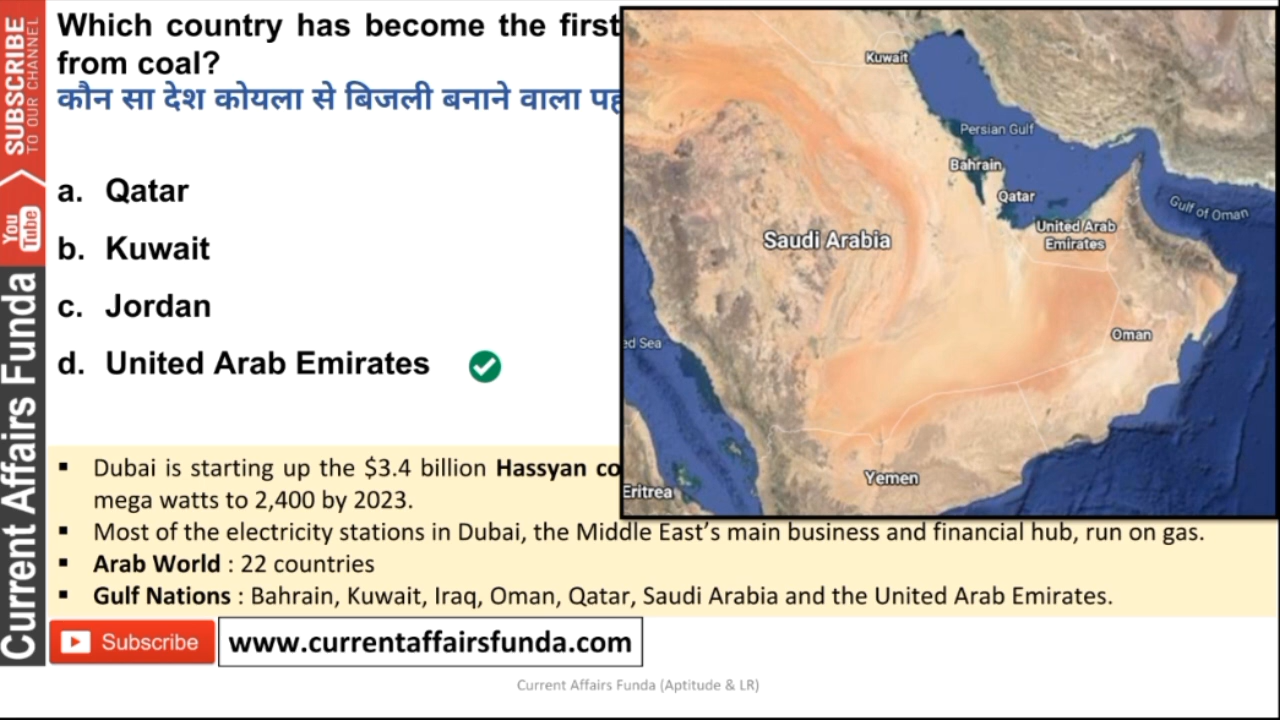 SUBSCRIBE
TO OUR CHANNEL
You
Tube
Current Affairs Funda
Which country has become the first
from coal?
कौन सा देश कोयला से बिजली बनाने वाला
a. Qatar
b. Kuwait
c. Jordan
d. United Arab Emirates
Kuwait
Persian Gulf
Bahrain
Qatar
Gulf of Oman
United Arab
Emirates
Saudi Arabia
Oman
ed Sea
Yemen
Eritrea
▪ Dubai is starting up the $3.4 billion Hassyan co
mega watts to 2,400 by 2023.
▪ Most of the electricity stations in Dubai, the Middle East’s main business and financial hub, run on gas.
▪ Arab World : 22 countries
▪ Gulf Nations : Bahrain, Kuwait, Iraq, Oman, Qatar, Saudi Arabia and the United Arab Emirates.
Subscribe
www.currentaffairsfunda.com
Current Affairs Funda (Aptitude & LR)